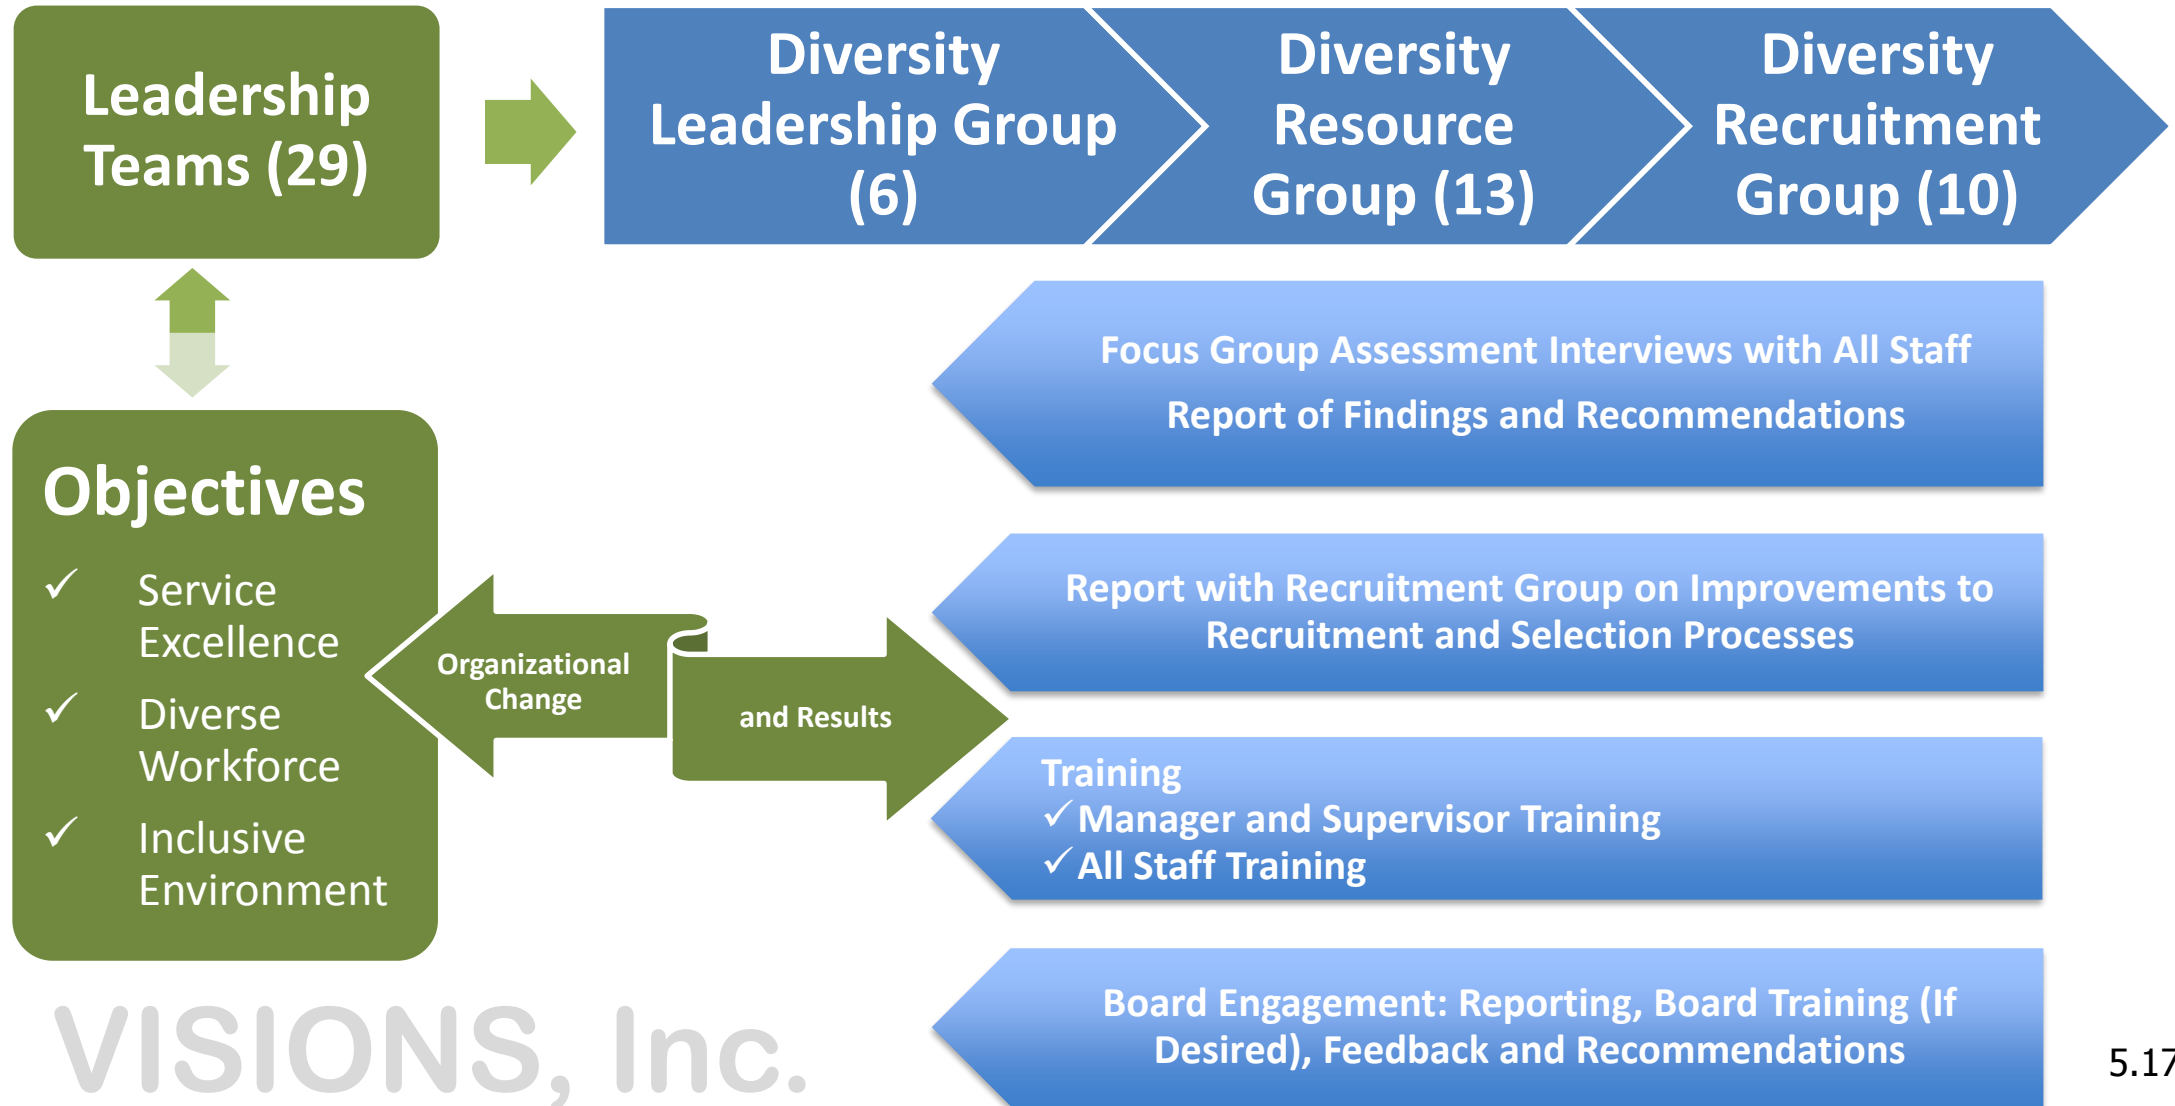 Leadership
Teams (29)
Diversity
Leadership Group
(6)
Diversity
Resource
Group (13)
Diversity
Recruitment
Group (10)
Focus Group Assessment Interviews with All Staff
Report of Findings and Recommendations
Objectives
✓ Service
Excellence
✓ Diverse
Workforce
✓ Inclusive
Environment
Organizational
Change
and Results
Report with Recruitment Group on Improvements to
Recruitment and Selection Processes
Training
✓Manager and Supervisor Training
✓All Staff Training
Board Engagement: Reporting, Board Training (If
Desired), Feedback and Recommendations
VISIONS, Inc.
5.17